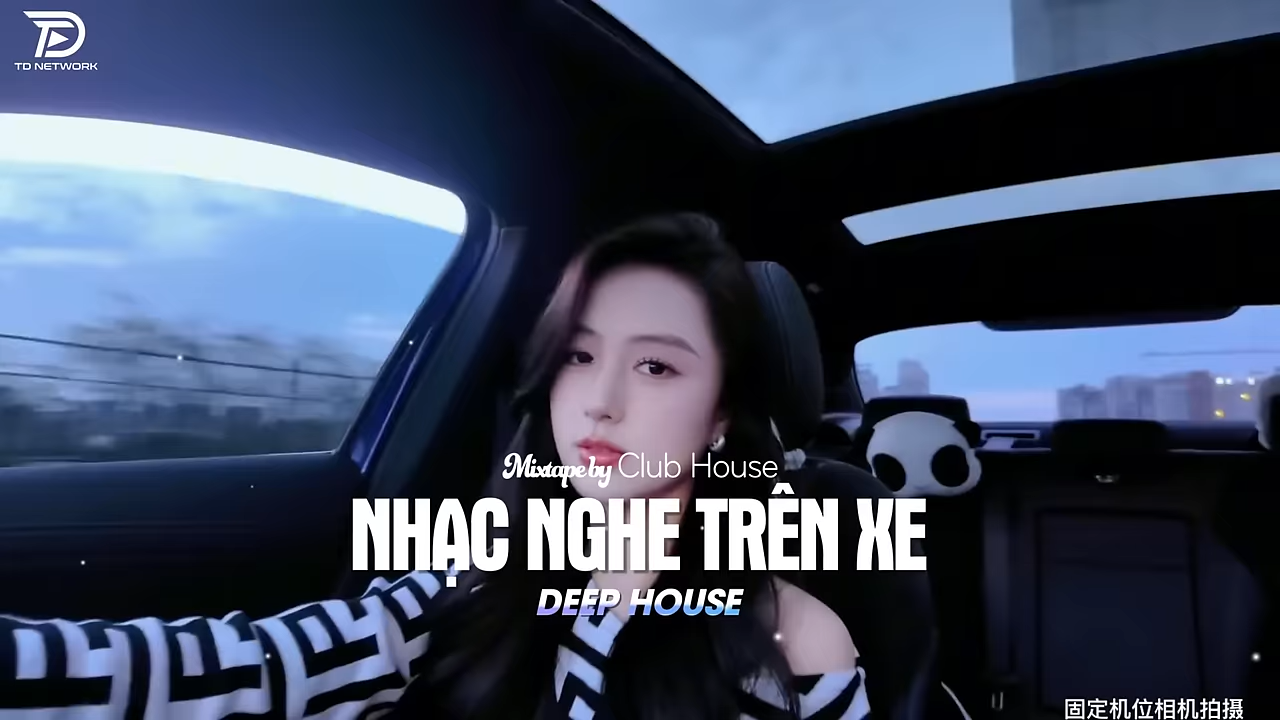 TD NETWORK
Mixtape by Club House
NHẠC NGHE TRÊN XE
DEEP HOUSE
固定机位相机拍摄